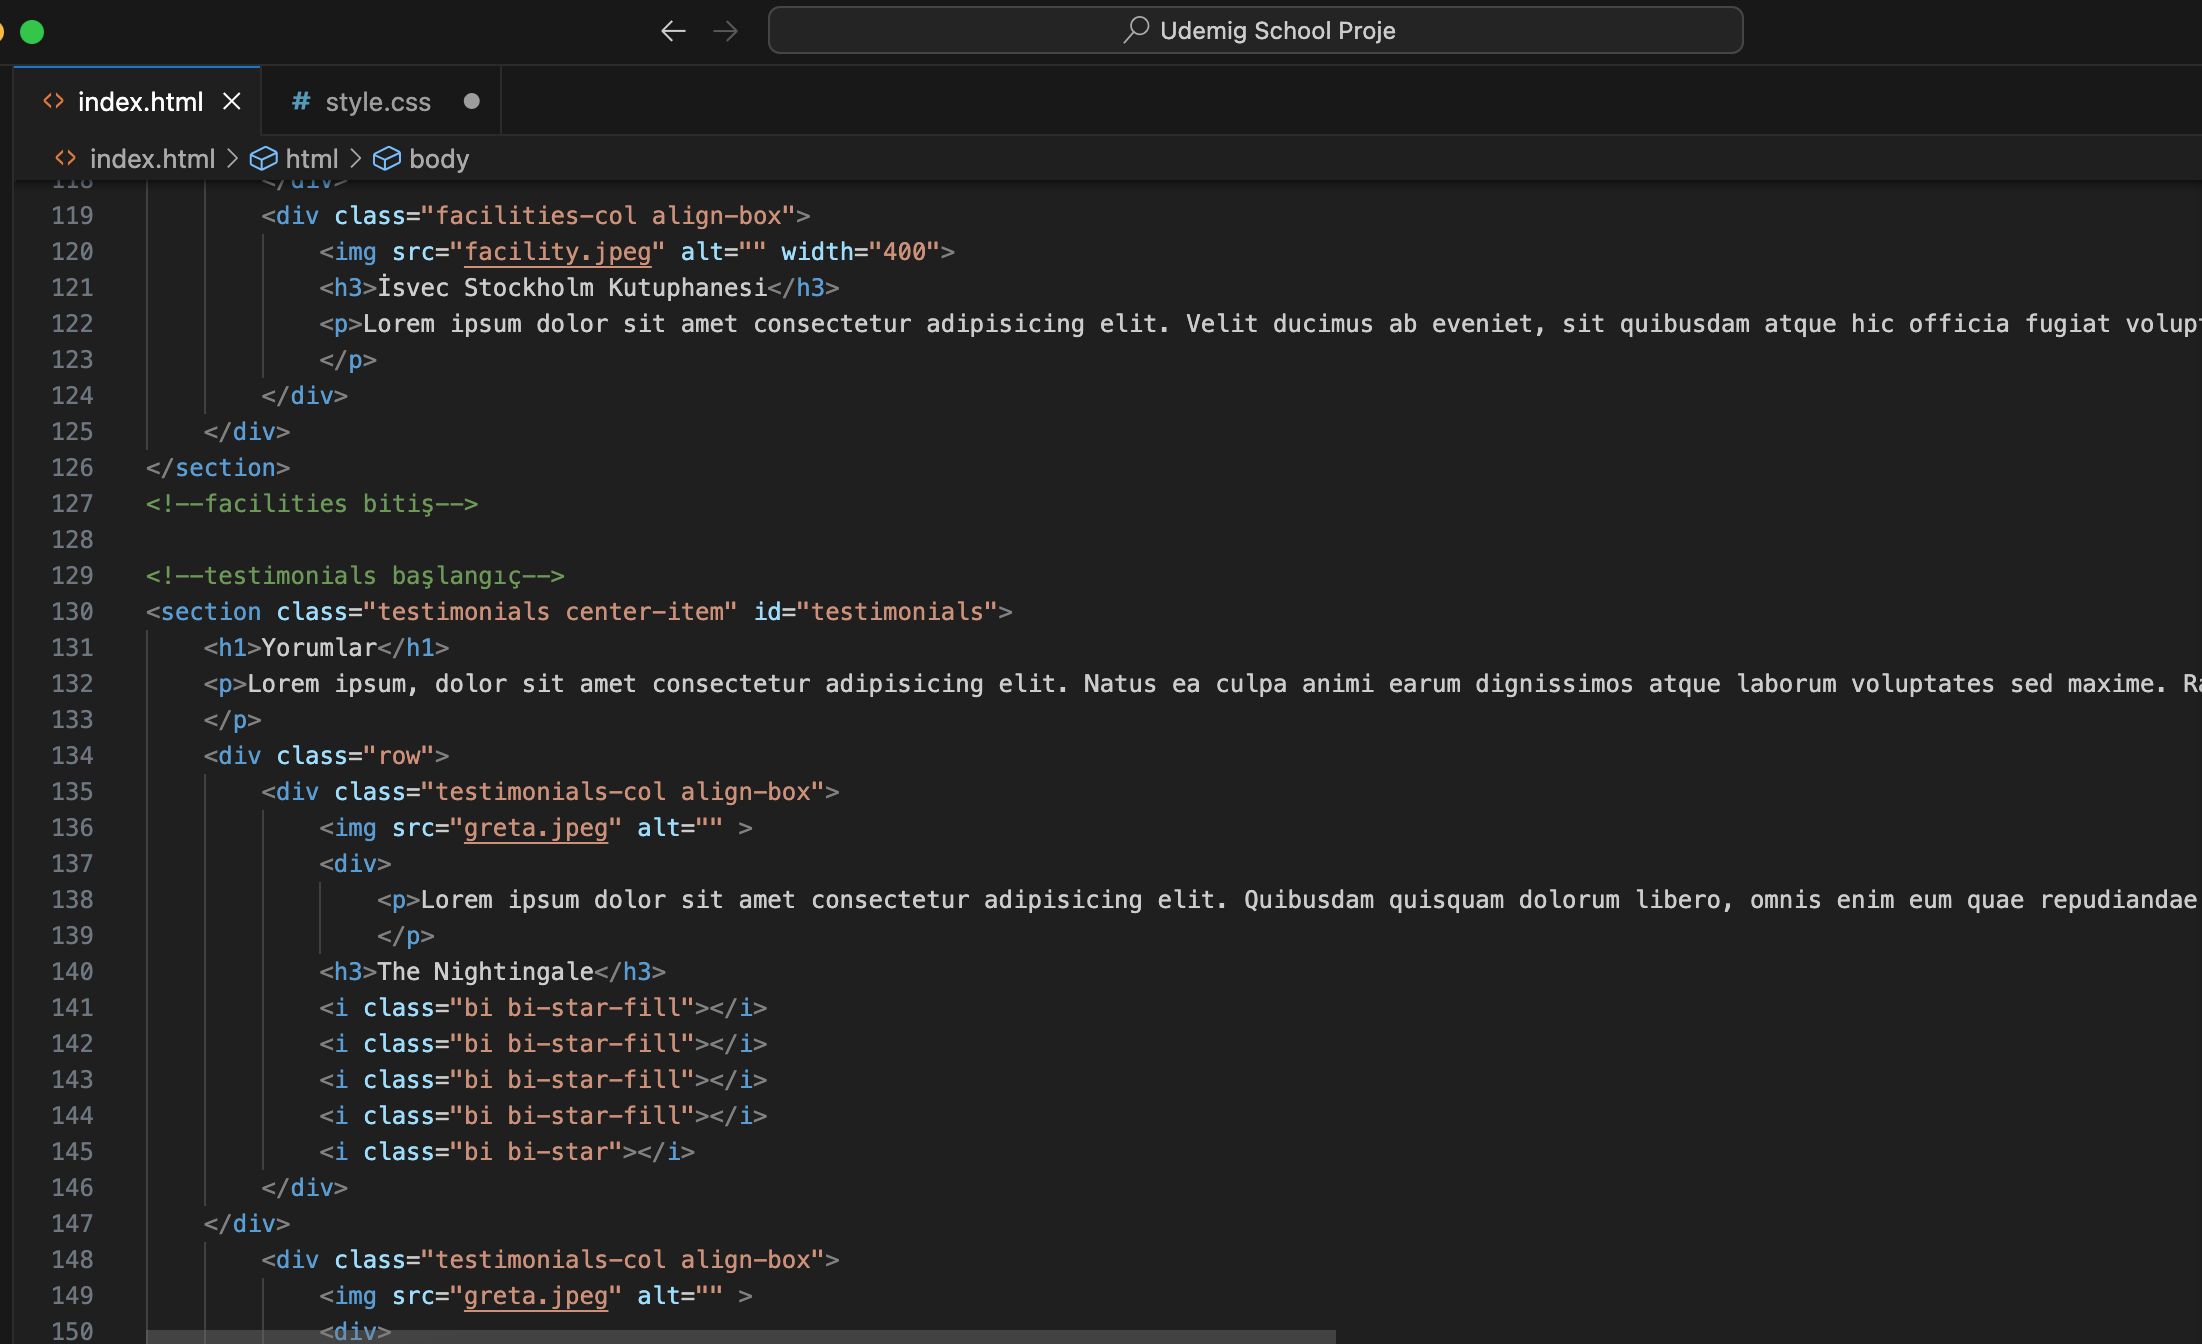 Udemig School Proje
index.html
# style.css
index.html > html > body
118 </div>
119 <div class="facilities-col align-box">
120 <img src="facility.jpeg" alt="" width="400">
121 <h3>İsvec Stockholm Kutuphanesi</h3>
122 <p>Lorem ipsum dolor sit amet consectetur adipisicing elit. Velit ducimus ab eveniet, sit quibusdam atque hic officia fugiat
123 </p>
124 </div>
125 </div>
126 </section>
127 <!--facilities bitiş-->
128
129 <!--testimonials başlangıç-->
130 <section class="testimonials center-item" id="testimonials">
131 <h1>Yorumlar</h1>
132 <p>Lorem ipsum, dolor sit amet consectetur adipisicing elit. Natus ea culpa animi earum dignissimos atque laborum voluptates sed maxime.
133 </p>
134 <div class="row">
135 <div class="testimonials-col align-box">
136 <img src="greta.jpeg" alt="" >
137 <div>
138 <p>Lorem ipsum dolor sit amet consectetur adipisicing elit. Quibusdam quisquam dolorum libero, omnis enim eum quae repudiandae
139 </p>
140 <h3>The Nightingale</h3>
141 <i class="bi bi-star-fill"></i>
142 <i class="bi bi-star-fill"></i>
143 <i class="bi bi-star-fill"></i>
144 <i class="bi bi-star-fill"></i>
145 <i class="bi bi-star"></i>
146 </div>
147 </div>
148 <div class="testimonials-col align-box">
149 <img src="greta.jpeg" alt="" >
150 <div>